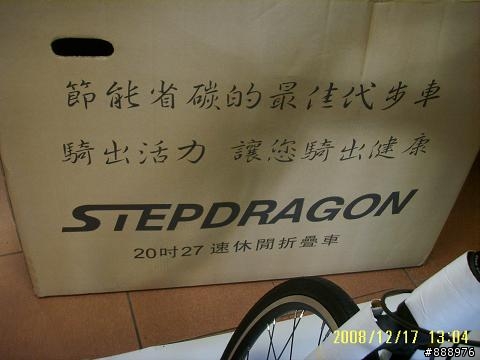 節能省碳的最佳代步車
騎出活力 讓您騎出健康
STEPDRAGON
20吋27 速休閒折疊車
2008/12/17 13:04
#888976